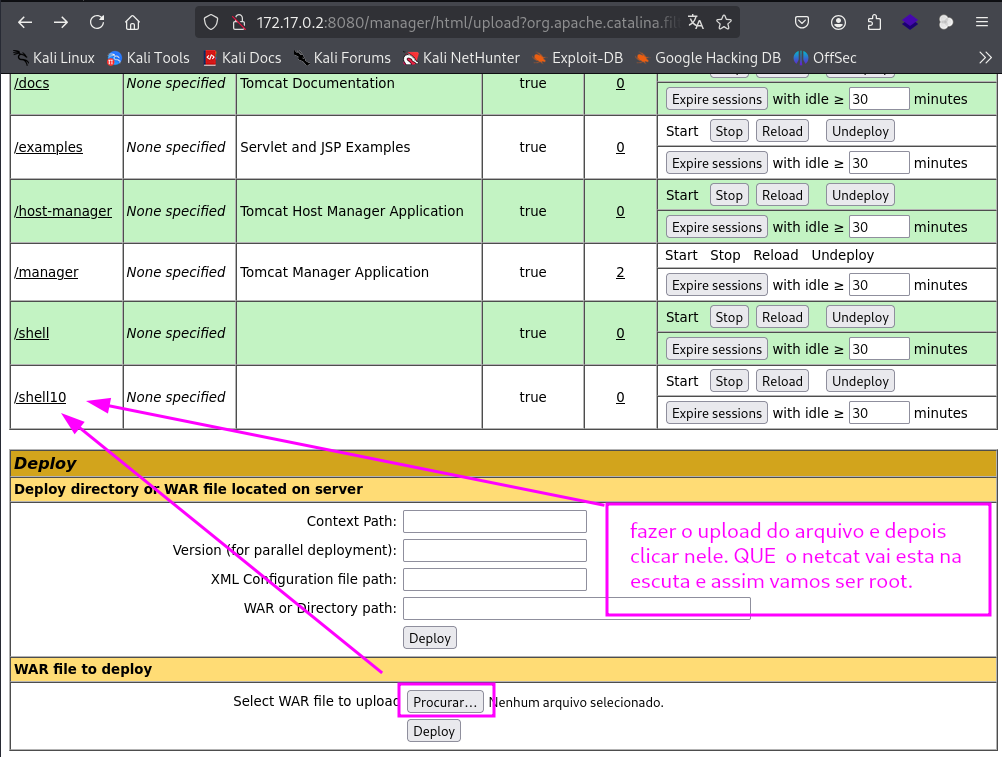 172.17.0.2:8080/manager/html/upload?org.apache.catalina.fil
Kali Linux Kali Tools Kali Docs Kali Forums Kali NetHunter Exploit-DB Google Hacking DB OffSec
/docs None specified Tomcat Documentation true 0
Expire sessions with idle ≥ 30 minutes
Start Stop Reload Undeploy
/examples None specified Servlet and JSP Examples true 0
Expire sessions with idle ≥ 30 minutes
Start Stop Reload Undeploy
/host-manager None specified Tomcat Host Manager Application true 0
Expire sessions with idle ≥ 30 minutes
Start Stop Reload Undeploy
/manager None specified Tomcat Manager Application true 2
Expire sessions with idle ≥ 30 minutes
Start Stop Reload Undeploy
/shell None specified true 0
Expire sessions with idle ≥ 30 minutes
Start Stop Reload Undeploy
/shell10 None specified true 0
Expire sessions with idle ≥ 30 minutes
Deploy
Deploy directory or WAR file located on server
Context Path:
Version (for parallel deployment):
XML Configuration file path:
WAR or Directory path:
Deploy
fazer o upload do arquivo e depois
clicar nele. QUE o netcat vai esta na
escuta e assim vamos ser root.
WAR file to deploy
Select WAR file to upload Procurar... Nenhum arquivo selecionado.
Deploy